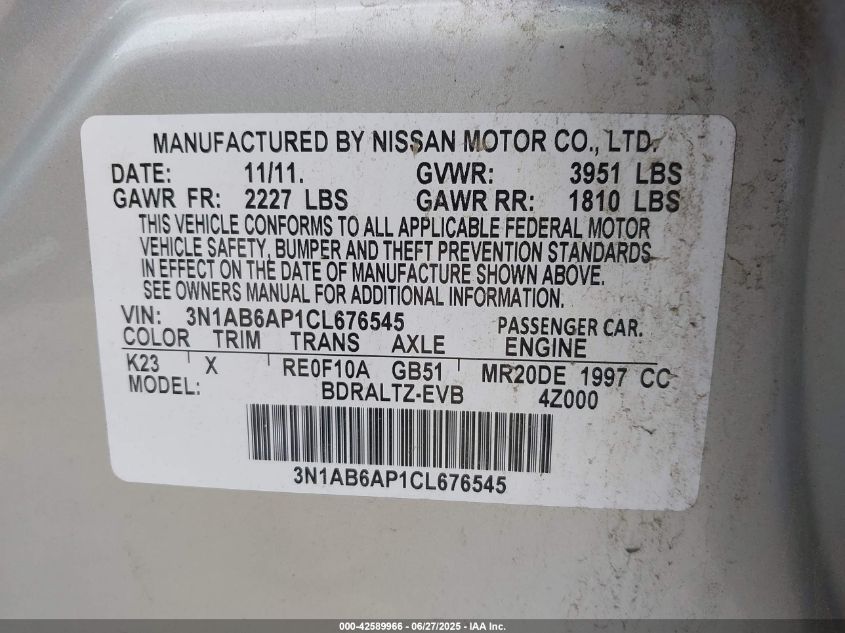 MANUFACTURED BY NISSAN MOTOR CO., LTD.
DATE: 11/11. GVWR: 3951 LBS
GAWR FR: 2227 LBS GAWR RR: 1810 LBS
THIS VEHICLE CONFORMS TO ALL APPLICABLE FEDERAL MOTOR
VEHICLE SAFETY, BUMPER AND THEFT PREVENTION STANDARDS
IN EFFECT ON THE DATE OF MANUFACTURE SHOWN ABOVE.
SEE OWNERS MANUAL FOR ADDITIONAL INFORMATION.
VIN: 3N1AB6AP1CL676545 PASSENGER CAR.
COLOR TRIM TRANS AXLE ENGINE
K23 X RE0F10A GB51 MR20DE 1997 CC
MODEL: BDRALTZ-EVB 4Z000
3N1AB6AP1CL676545
000-42589966 - 06/27/2025 - IAA Inc.